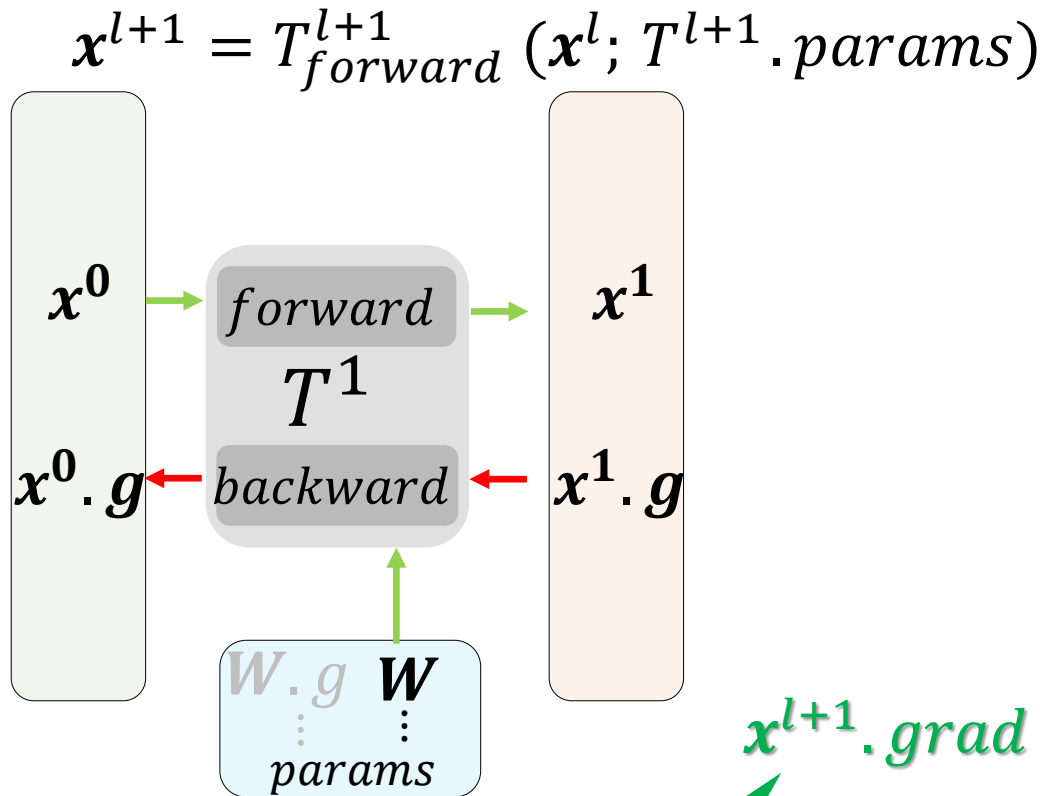 𝒙^{l+1} = T^{l+1}_{forward} (𝒙^l; T^{l+1}.params)
𝒙^0
forward
𝒙^1
T^1
𝒙^0.𝒈
backward
𝒙^1.𝒈
𝑾.g 𝑾
⋮ ⋮
params
𝒙^{l+1}.grad